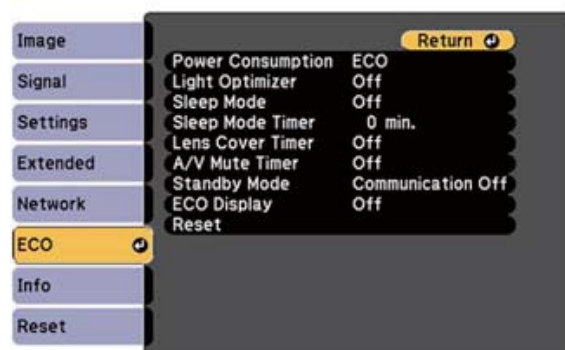 Image
Signal
Settings
Extended
Network
ECO
Info
Reset
Return
Power Consumption ECO
Light Optimizer Off
Sleep Mode Off
Sleep Mode Timer 0 min.
Lens Cover Timer Off
A/V Mute Timer Off
Standby Mode Communication Off
ECO Display Off
Reset